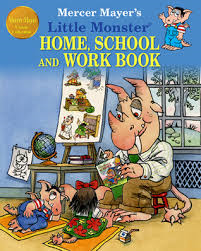 Mercer Mayer's
Little Monster®
HOME, SCHOOL
AND WORK BOOK